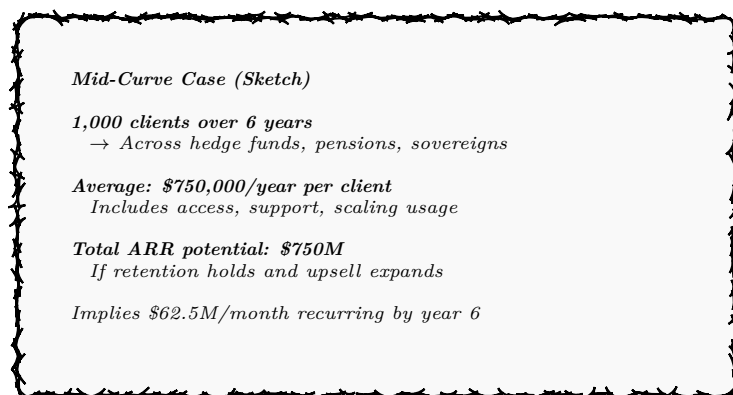 Mid-Curve Case (Sketch)
1,000 clients over 6 years
→ Across hedge funds, pensions, sovereigns
Average: $750,000/year per client
Includes access, support, scaling usage
Total ARR potential: $750M
If retention holds and upsell expands
Implies $62.5M/month recurring by year 6